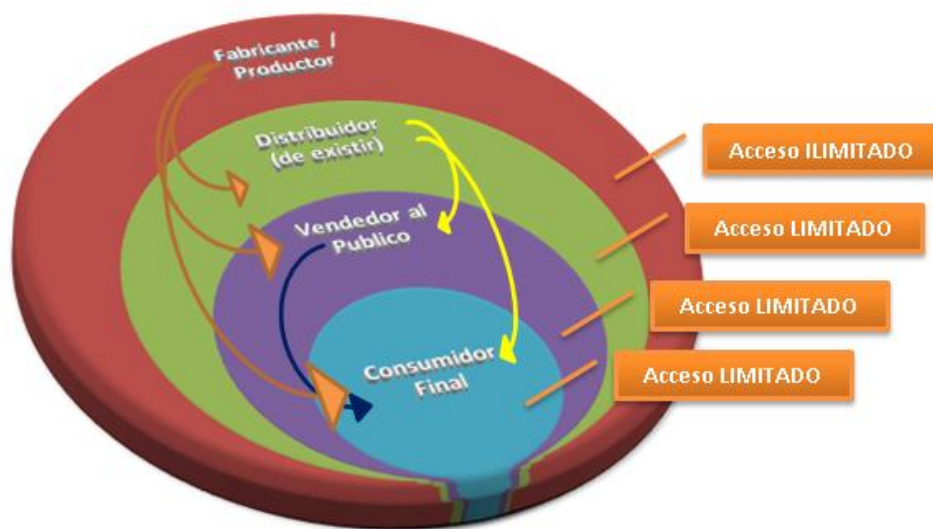 Fabricante /
Productor
Distribuidor
(de existir)
Vendedor al
Publico
Consumidor
Final
Acceso ILIMITADO
Acceso LIMITADO
Acceso LIMITADO
Acceso LIMITADO